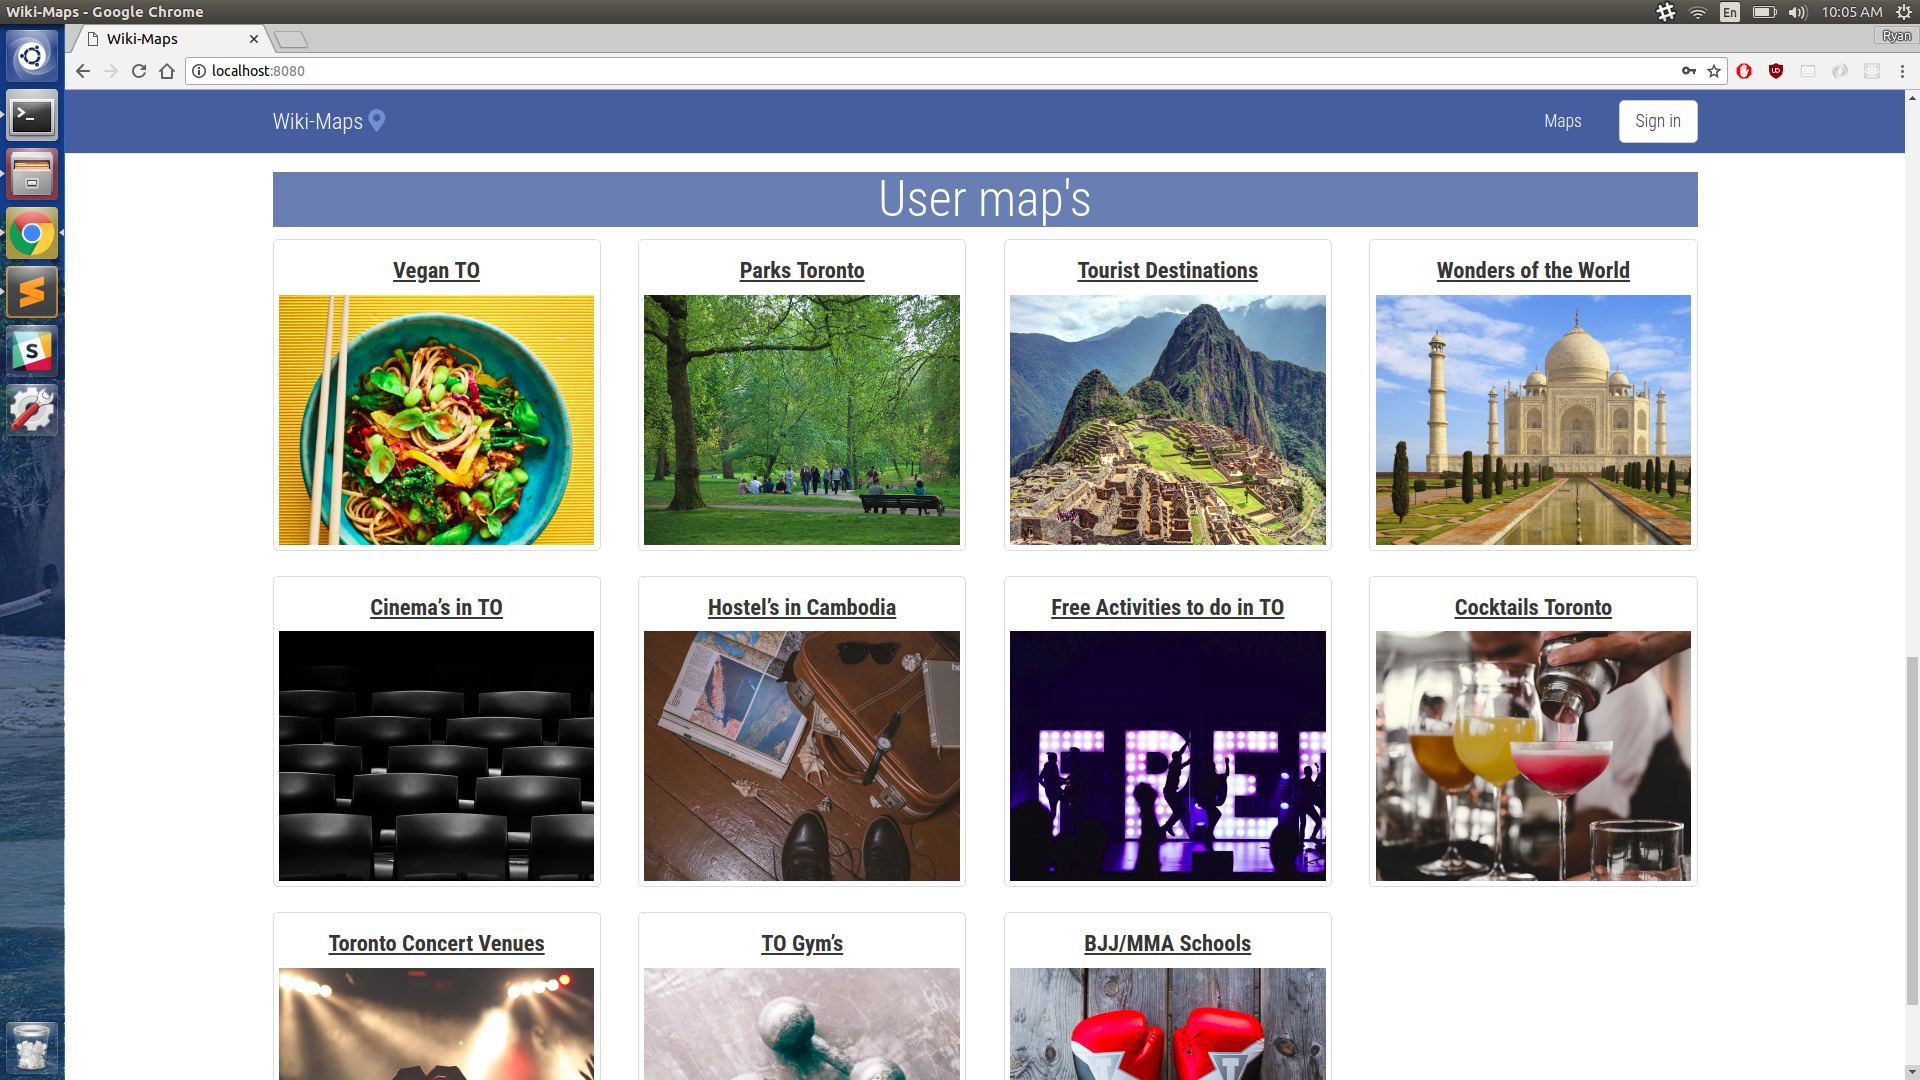 Wiki-Maps - Google Chrome
En
10:05 AM
Wiki-Maps
Ryan
localhost:8080
Wiki-Maps
Maps
Sign in
User map's
Vegan TO
Parks Toronto
Tourist Destinations
Wonders of the World
Cinema’s in TO
Hostel’s in Cambodia
Free Activities to do in TO
Cocktails Toronto
FREE
Toronto Concert Venues
TO Gym’s
BJJ/MMA Schools
S